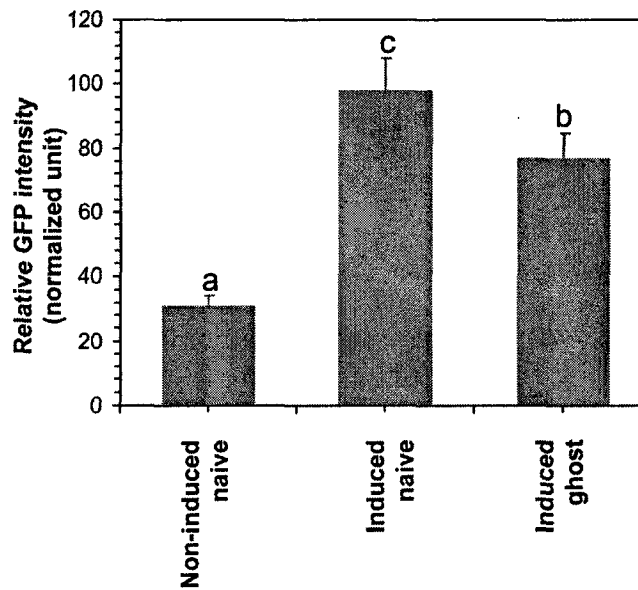 Relative GFP intensity
(normalized unit)
120
100
80
60
40
20
0
a
c
b
Non-induced
naive
Induced
naive
Induced
ghost